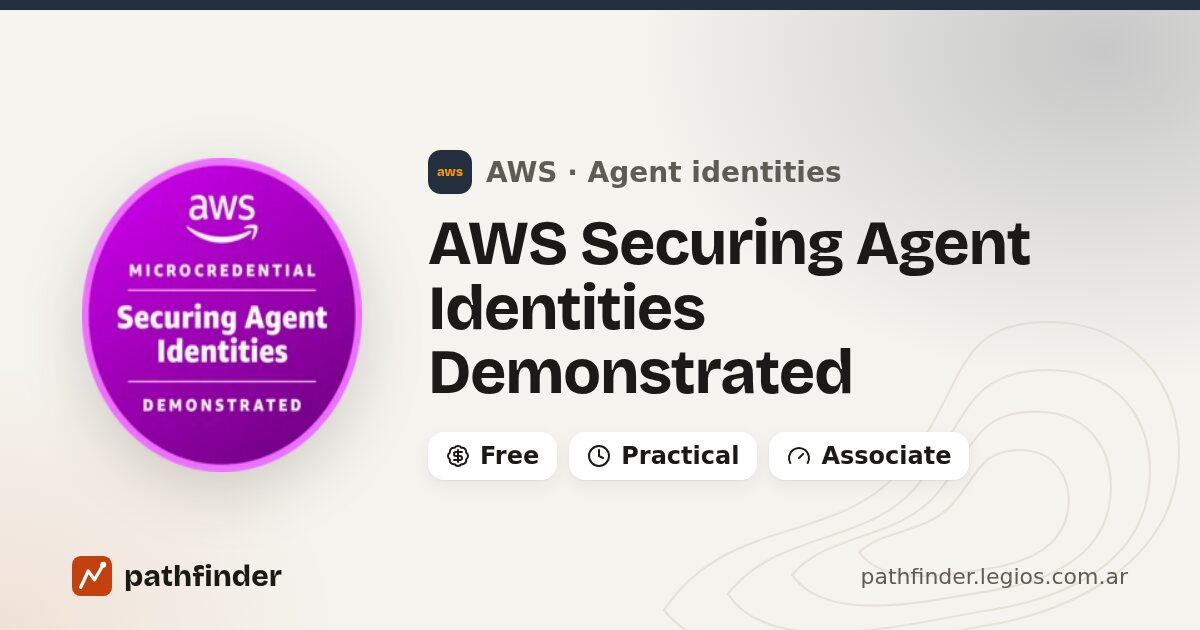 aws
MICROCREDENTIAL
Securing Agent
Identities
DEMONSTRATED
aws
AWS · Agent identities
AWS Securing Agent
Identities
Demonstrated
Free
Practical
Associate
pathfinder
pathfinder.legios.com.ar